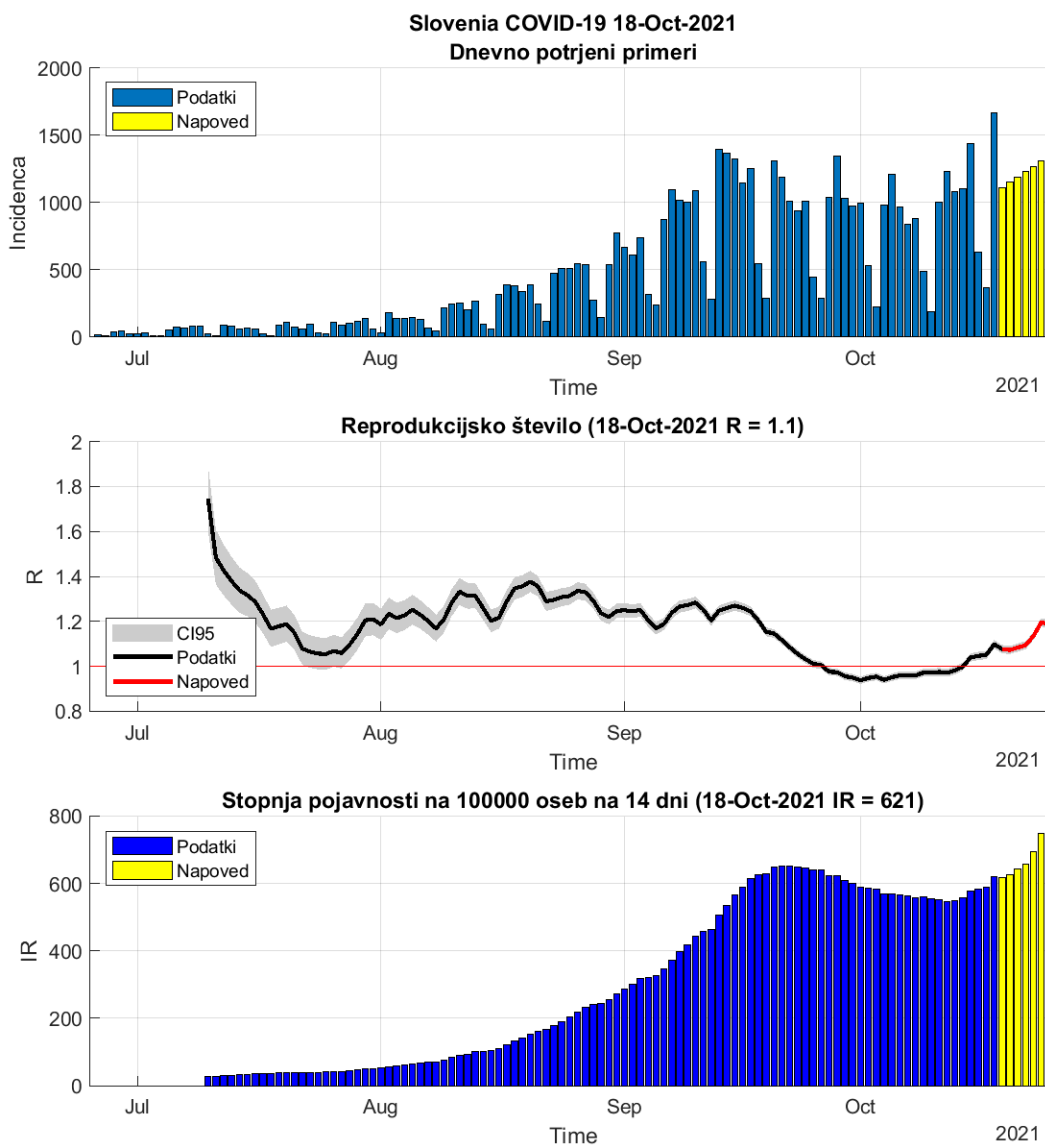 Slovenia COVID-19 18-Oct-2021
Dnevno potrjeni primeri
2000
1500
1000
500
0
Incidenca
Podatki
Napoved
Jul
Aug
Sep
Oct
Time
2021
Reprodukcijsko število (18-Oct-2021 R = 1.1)
2
1.8
1.6
1.4
1.2
1
0.8
R
CI95
Podatki
Napoved
Jul
Aug
Sep
Oct
Time
2021
Stopnja pojavnosti na 100000 oseb na 14 dni (18-Oct-2021 IR = 621)
800
600
400
200
0
IR
Podatki
Napoved
Jul
Aug
Sep
Oct
Time
2021